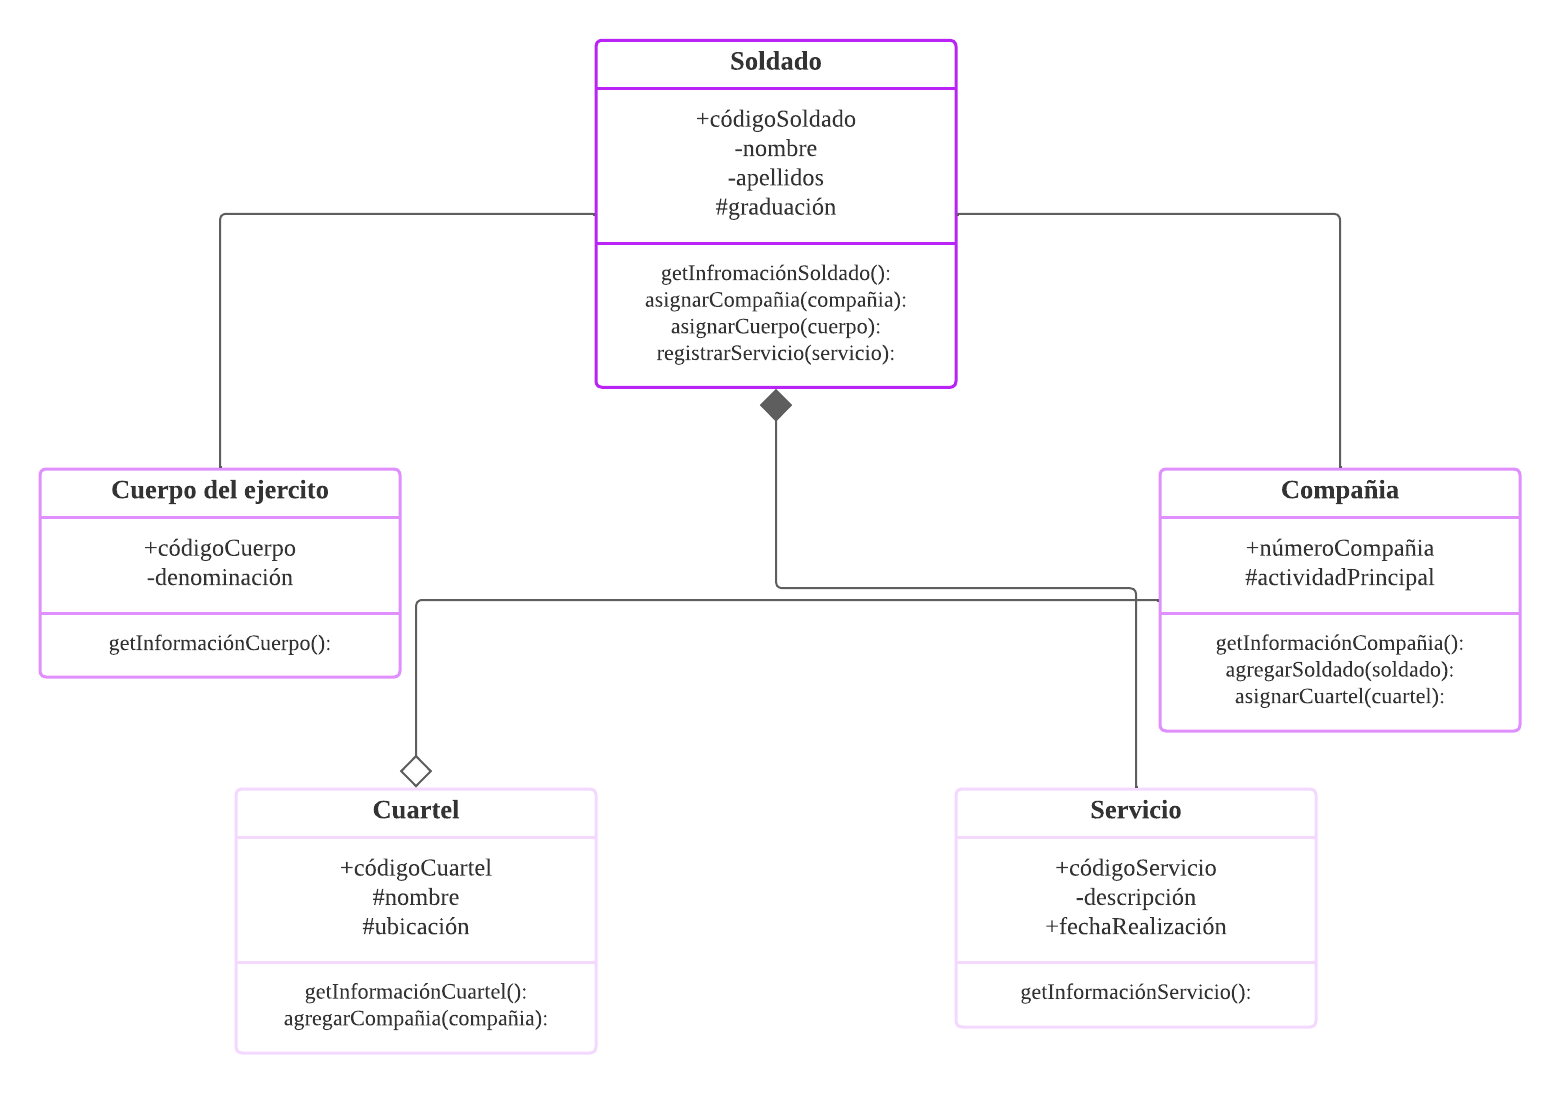 Soldado
+códigoSoldado
-nombre
-apellidos
#graduación
getInfromaciónSoldado():
asignarCompañia(compañia):
asignarCuerpo(cuerpo):
registrarServicio(servicio):
Cuerpo del ejercito
+códigoCuerpo
-denominación
getInformaciónCuerpo():
Compañia
+númeroCompañia
#actividadPrincipal
getInformaciónCompañia():
agregarSoldado(soldado):
asignarCuartel(cuartel):
Cuartel
+códigoCuartel
#nombre
#ubicación
getInformaciónCuartel():
agregarCompañia(compañia):
Servicio
+códigoServicio
-descripción
+fechaRealización
getInformaciónServicio():